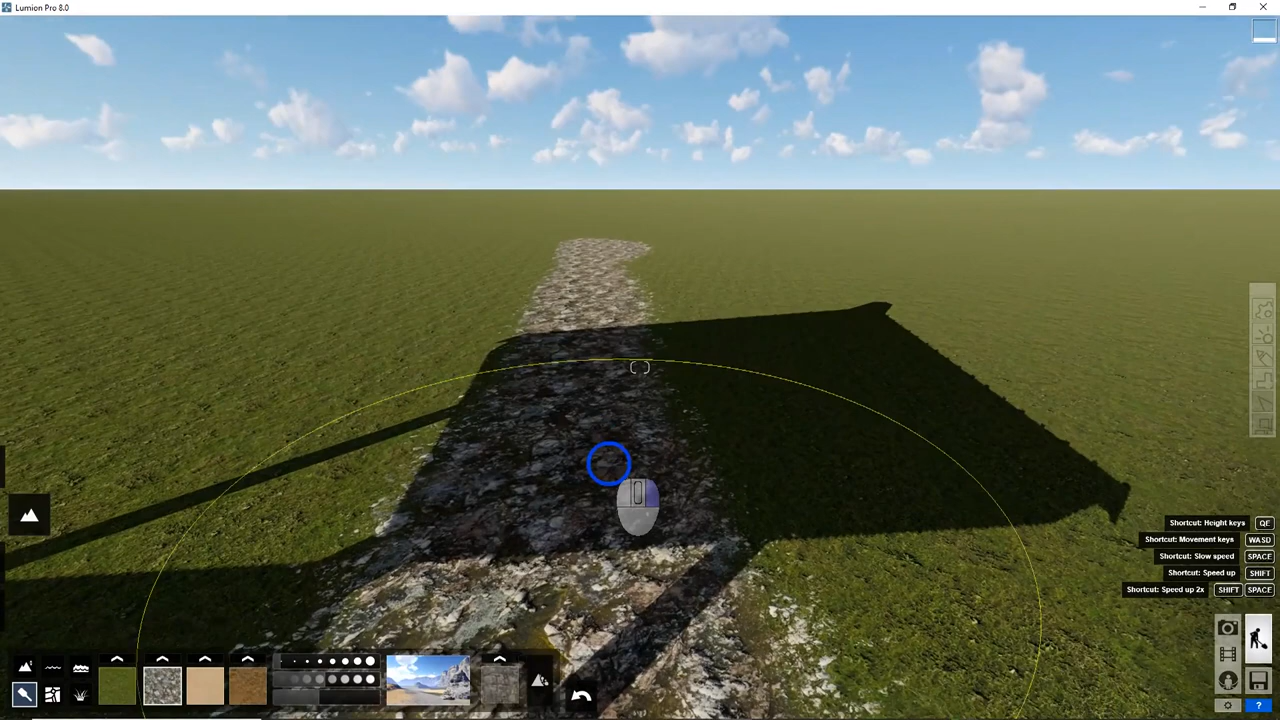 Lumion Pro 8.0
Shortcut: Height keys QE
Shortcut: Movement keys WASD
Shortcut: Slow speed SPACE
Shortcut: Speed up SHIFT
Shortcut: Speed up 2x SHIFT SPACE
?